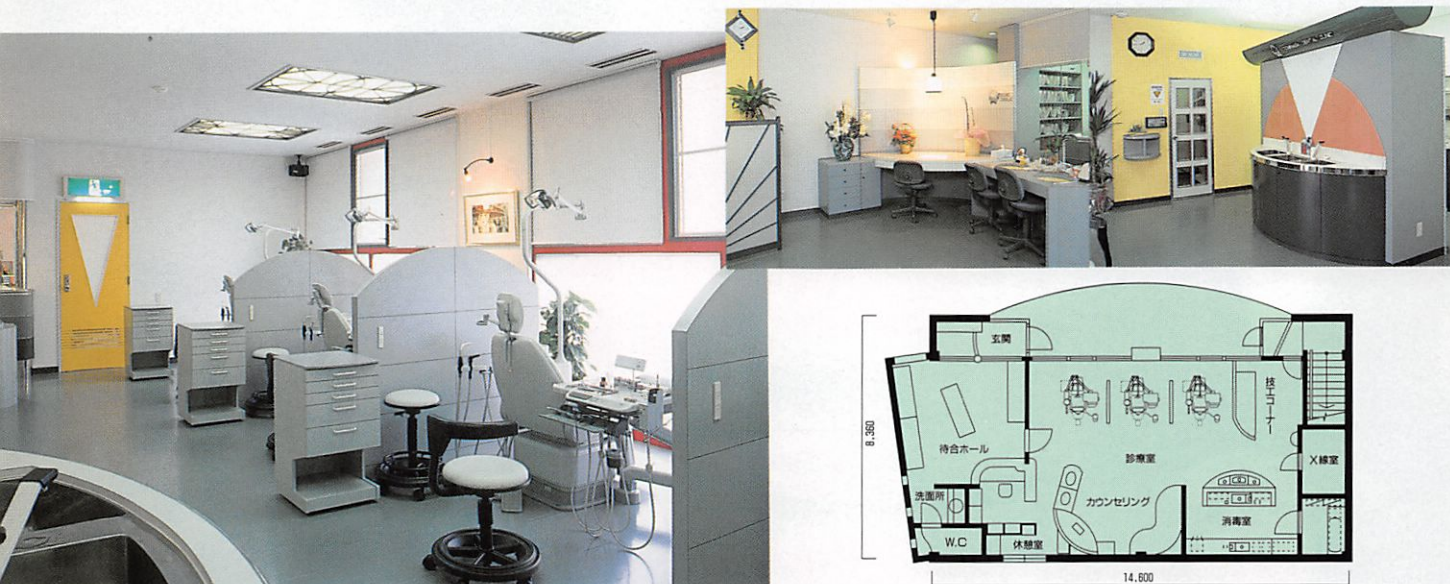 玄関
技工コーナー
待合ホール
診療室
X線室
洗面所
カウンセリング
消毒室
W.C
休憩室
8,360
14,600